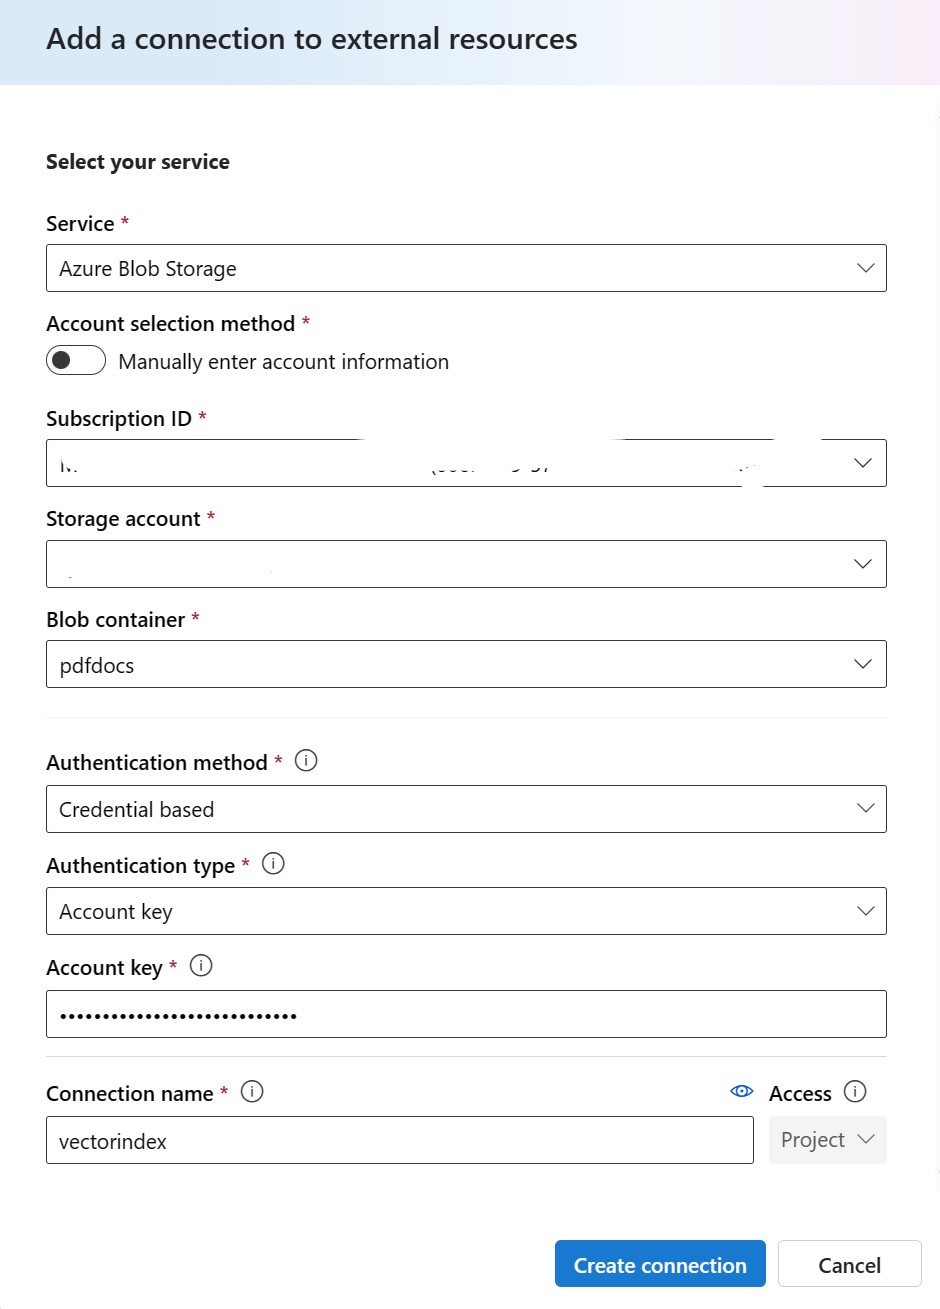 Add a connection to external resources
Select your service
Service *
Azure Blob Storage
Account selection method *
Manually enter account information
Subscription ID *
Storage account *
Blob container *
pdfdocs
Authentication method *
Credential based
Authentication type *
Account key
Account key *
••••••••••••••••••••••••••••
Connection name *
Access
vectorindex
Project
Create connection
Cancel